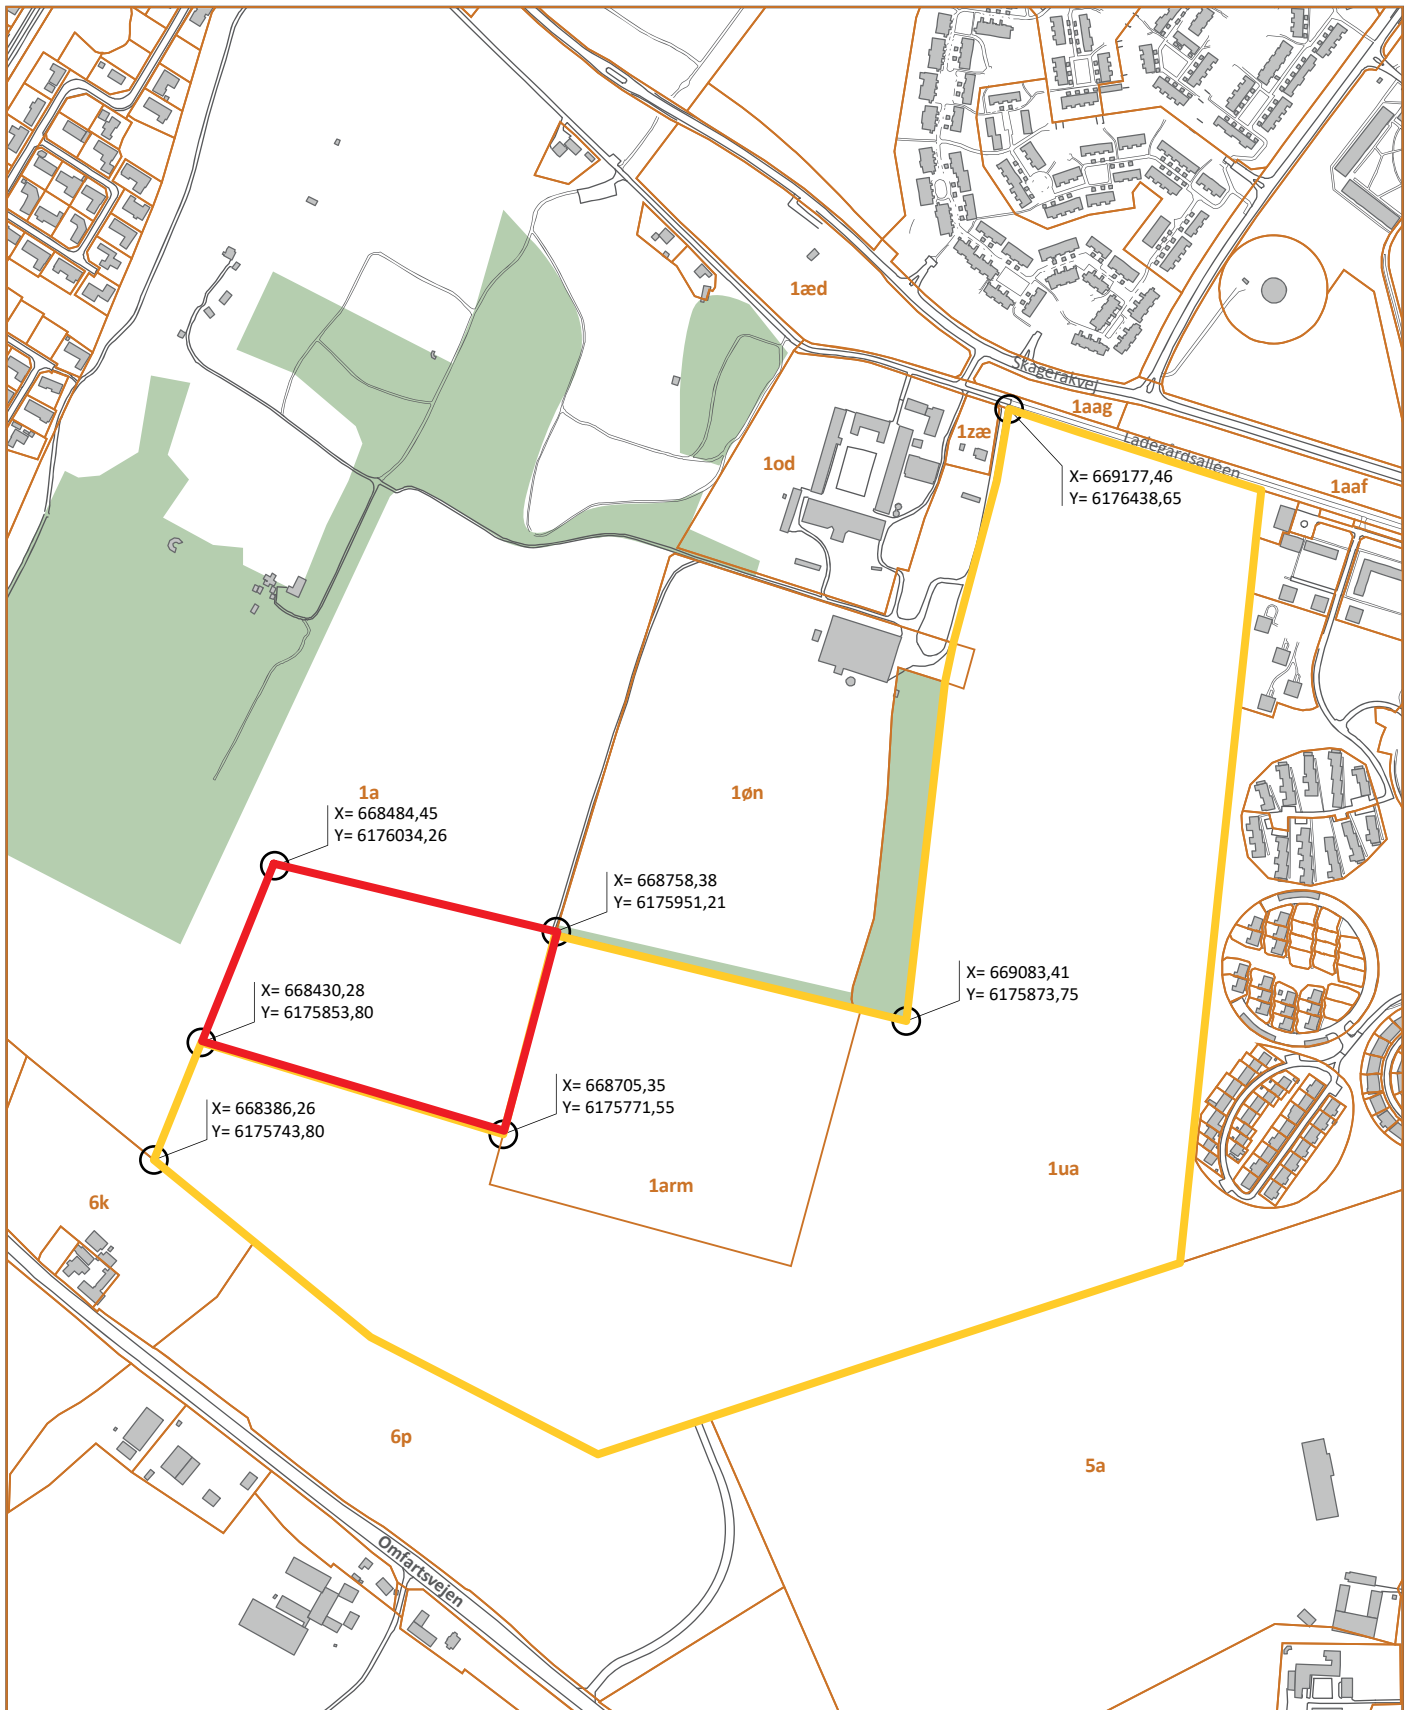 1æd
Skagerakvej
1aag
1zæ
Ladegårdsalleen
1od
X= 669177,46
Y= 6176438,65
1aaf
1a
1øn
X= 668484,45
Y= 6176034,26
X= 668758,38
Y= 6175951,21
X= 669083,41
Y= 6175873,75
X= 668430,28
Y= 6175853,80
X= 668705,35
Y= 6175771,55
X= 668386,26
Y= 6175743,80
1ua
1arm
6k
6p
5a
Omfartsvejen